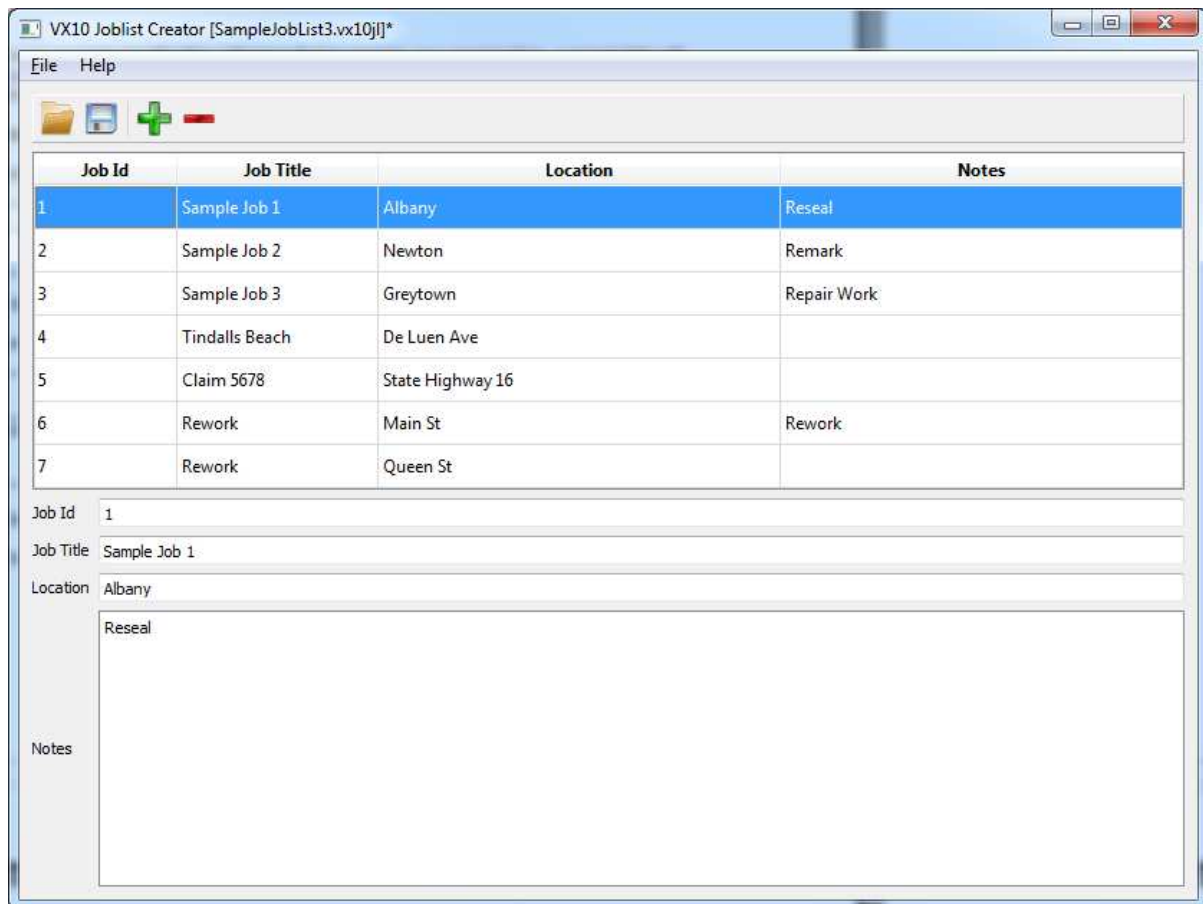 VX10 Joblist Creator [SampleJobList3.vx10jl]*
File Help
Job Id Job Title Location Notes
1 Sample Job 1 Albany Reseal
2 Sample Job 2 Newton Remark
3 Sample Job 3 Greytown Repair Work
4 Tindalls Beach De Luen Ave
5 Claim 5678 State Highway 16
6 Rework Main St Rework
7 Rework Queen St
Job Id 1
Job Title Sample Job 1
Location Albany
Reseal
Notes